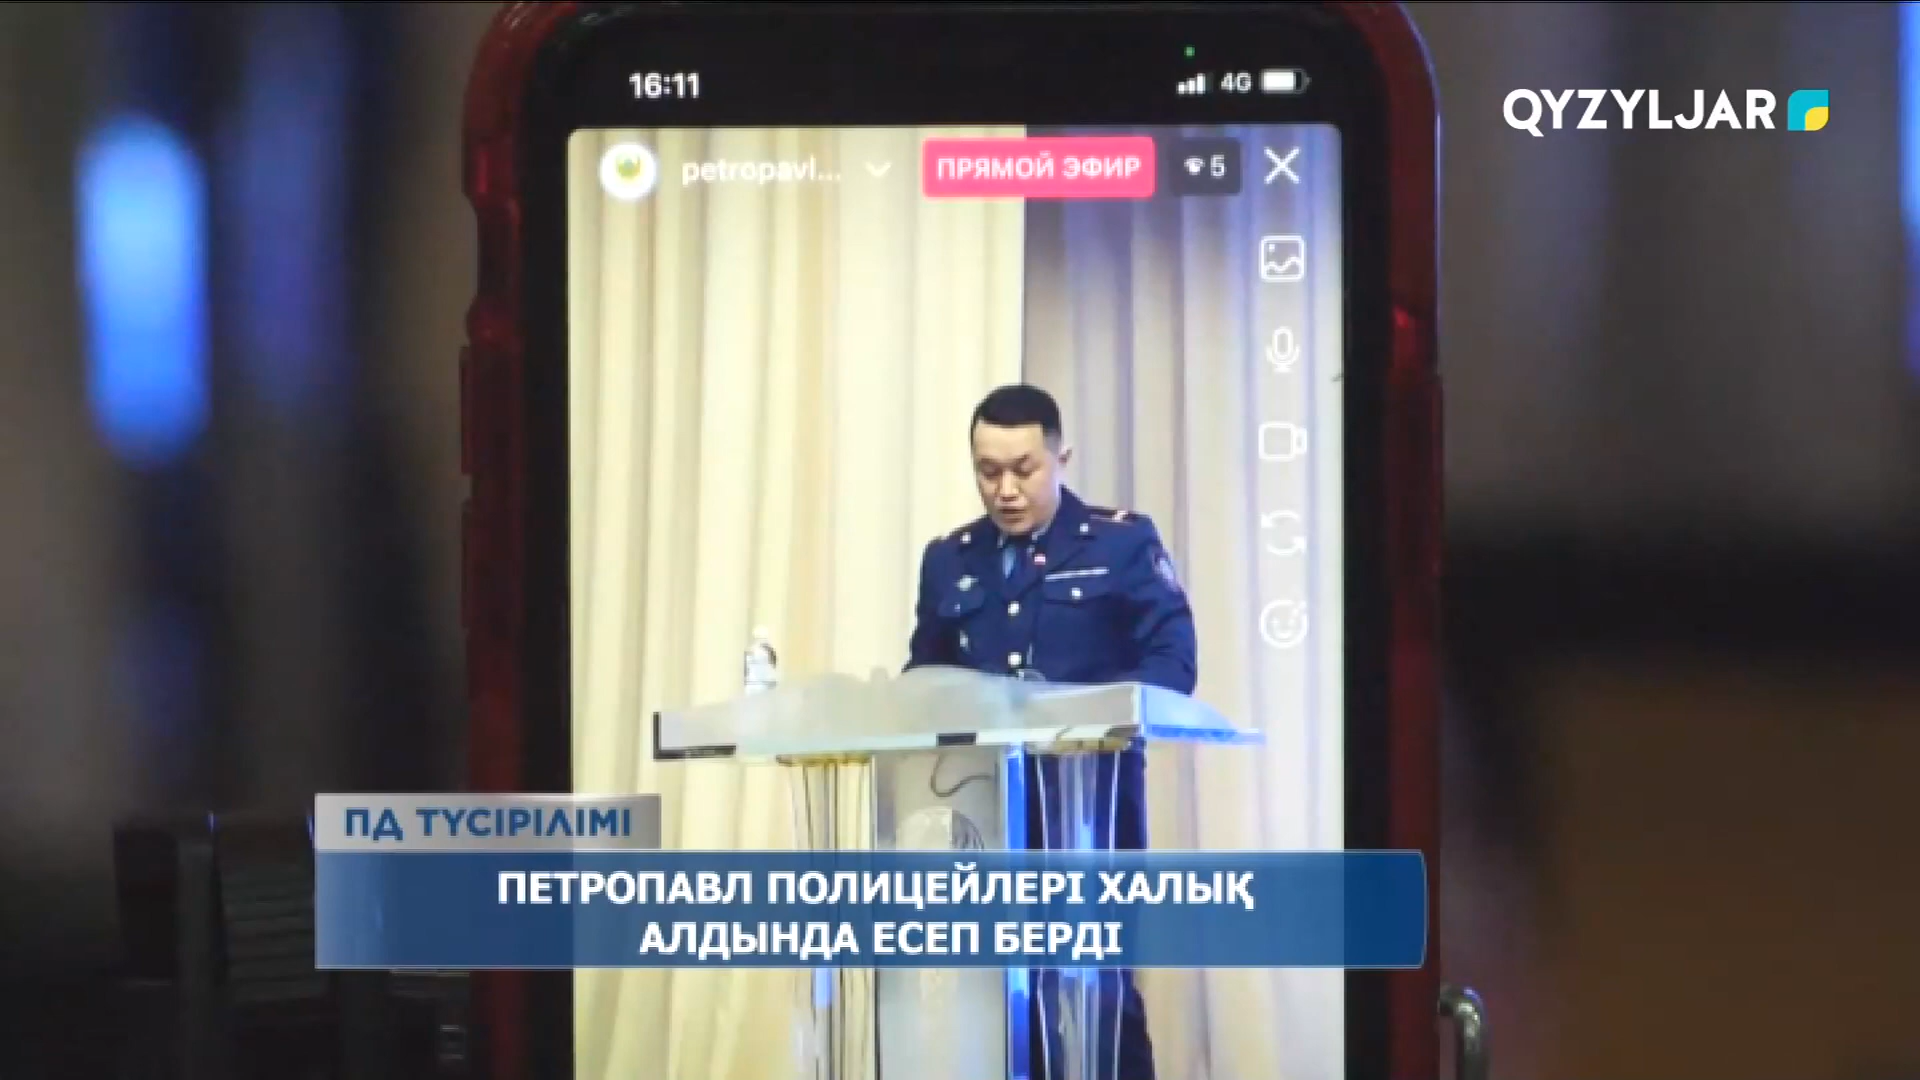 16:11
4G
QYZYLJAR
petropavl...
ПРЯМОЙ ЭФИР
5
ПД ТҮСІРІЛІМІ
ПЕТРОПАВЛ ПОЛИЦЕЙЛЕРІ ХАЛЫҚ
АЛДЫНДА ЕСЕП БЕРДІ